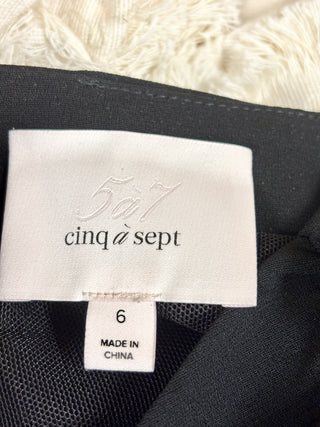 5à7
cinq à sept
6
MADE IN
CHINA